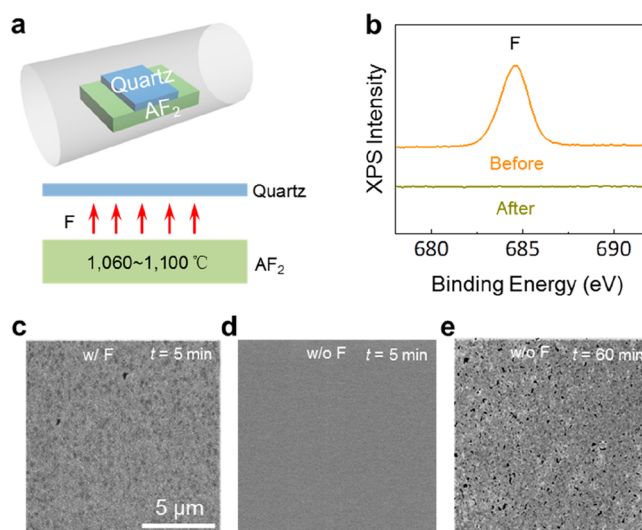 a
Quartz
AF₂
Quartz
F
1,060~1,100 ℃
AF₂
b
F
XPS Intensity
Before
After
680 685 690
Binding Energy (eV)
c
w/ F t = 5 min
5 μm
d
w/o F t = 5 min
e
w/o F t = 60 min